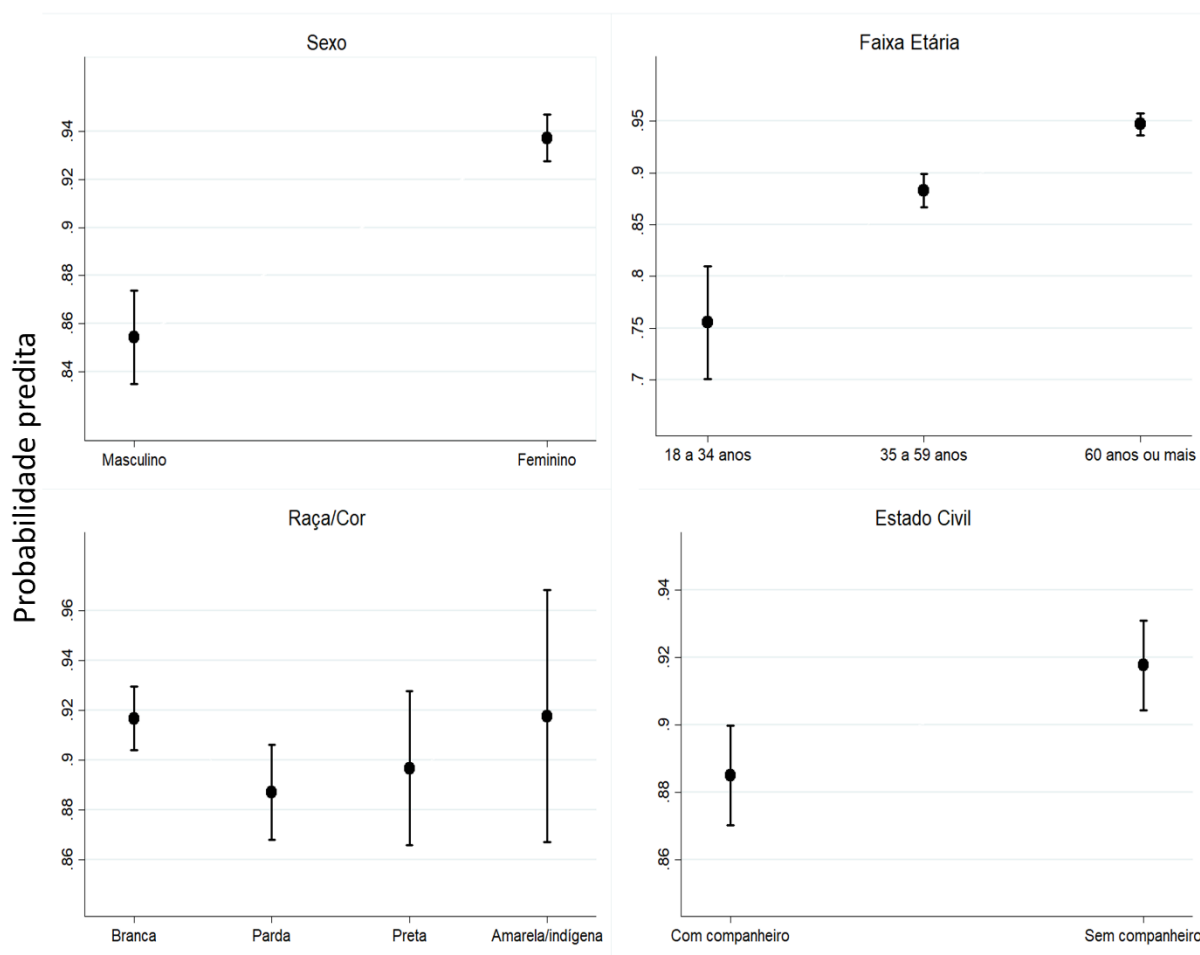 Probabilidade predita
Sexo
.94
.92
.9
.88
.86
.84
Masculino
Feminino
Faixa Etária
.95
.9
.85
.8
.75
.7
18 a 34 anos
35 a 59 anos
60 anos ou mais
Raça/Cor
.96
.94
.92
.9
.88
.86
Branca
Parda
Preta
Amarela/indígena
Estado Civil
.94
.92
.9
.88
.86
Com companheiro
Sem companheiro